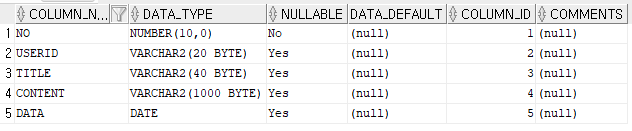 COLUMN_N... DATA_TYPE NULLABLE DATA_DEFAULT COLUMN_ID COMMENTS
1 NO NUMBER(10,0) No (null) 1 (null)
2 USERID VARCHAR2(20 BYTE) Yes (null) 2 (null)
3 TITLE VARCHAR2(40 BYTE) Yes (null) 3 (null)
4 CONTENT VARCHAR2(1000 BYTE) Yes (null) 4 (null)
5 DATA DATE Yes (null) 5 (null)